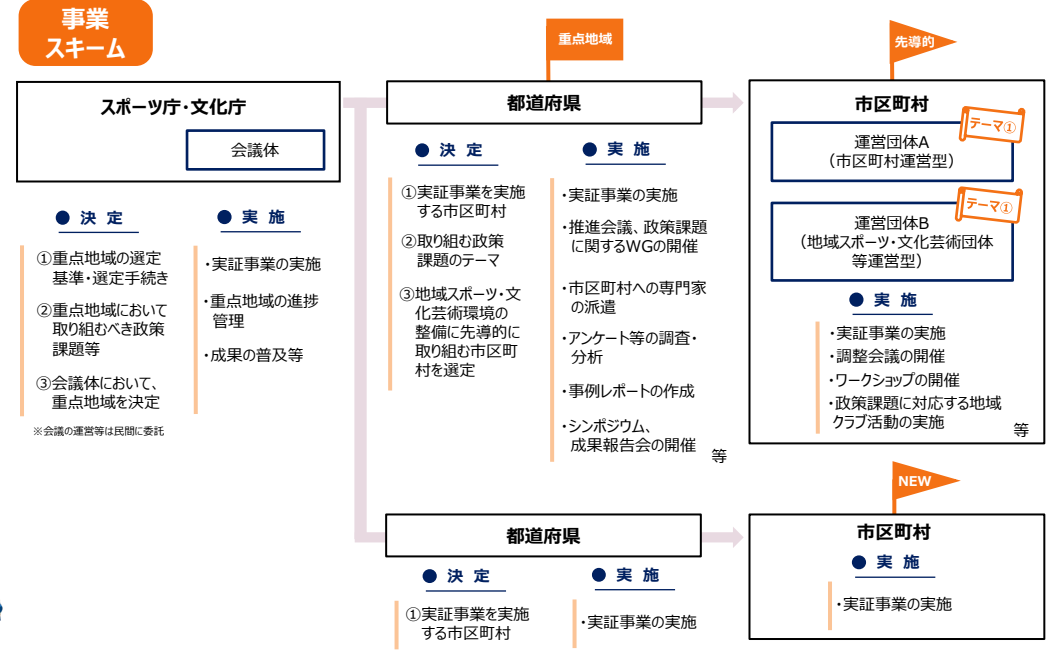 事業
スキーム
スポーツ庁・文化庁
会議体
● 決 定
①重点地域の選定
基準・選定手続き
②重点地域において
取り組むべき政策
課題等
③会議体において、
重点地域を決定
※会議の運営等は民間に委託
● 実 施
・実証事業の実施
・重点地域の進捗
管理
・成果の普及等
重点地域
都道府県
● 決 定
①実証事業を実施
する市区町村
②取り組む政策
課題のテーマ
③地域スポーツ・文
化芸術環境の
整備に先導的に
取り組む市区町
村を選定
● 実 施
・実証事業の実施
・推進会議、政策課題
に関するWGの開催
・市区町村への専門家
の派遣
・アンケート等の調査・
分析
・事例レポートの作成
・シンポジウム、
成果報告会の開催
等
先導的
市区町村
テーマ①
運営団体A
（市区町村運営型）
テーマ①
運営団体B
（地域スポーツ・文化芸術団体
等運営型）
● 実 施
・実証事業の実施
・調整会議の開催
・ワークショップの開催
・政策課題に対応する地域
クラブ活動の実施
等
都道府県
● 決 定
①実証事業を実施
する市区町村
● 実 施
・実証事業の実施
NEW
市区町村
● 実 施
・実証事業の実施